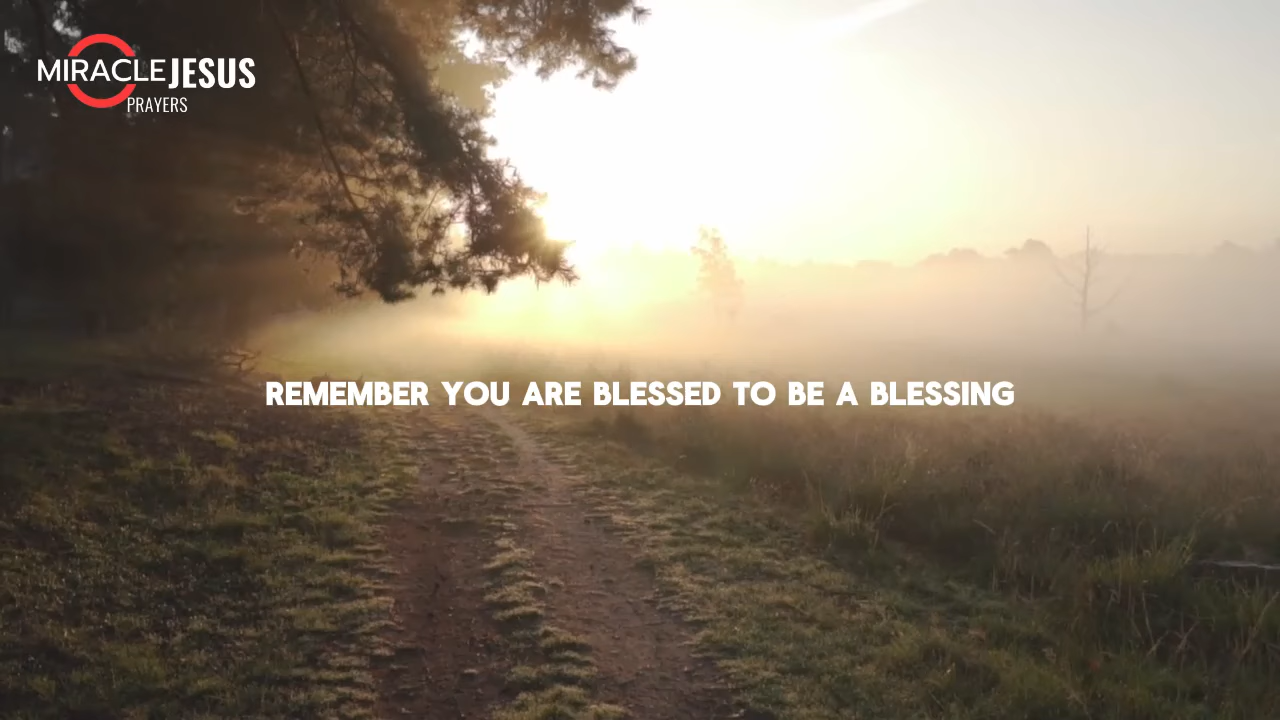 MIRACLE JESUS
PRAYERS
REMEMBER YOU ARE BLESSED TO BE A BLESSING